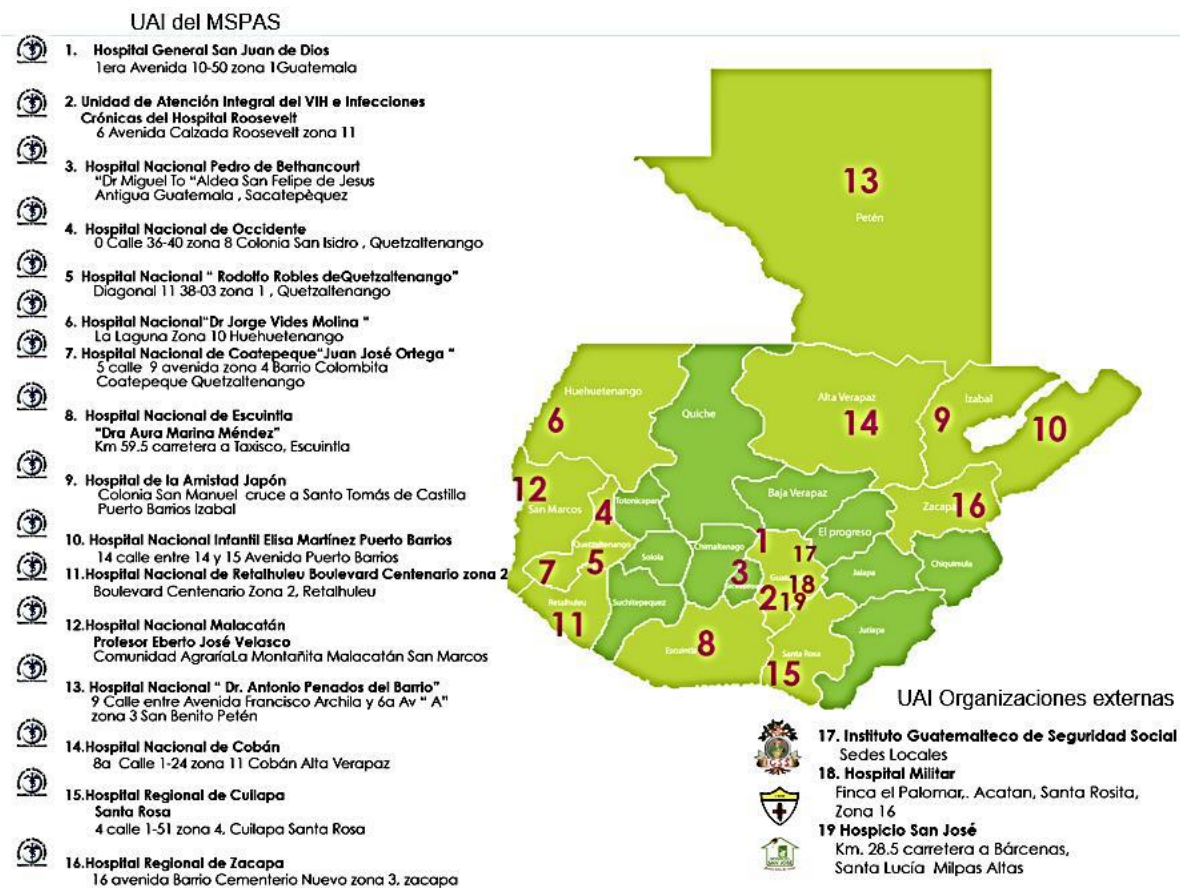 UAI del MSPAS
1. Hospital General San Juan de Dios
1era Avenida 10-50 zona 1Guatemala
2. Unidad de Atención Integral del VIH e Infecciones
Crónicas del Hospital Roosevelt
6 Avenida Calzada Roosevelt zona 11
3. Hospital Nacional Pedro de Bethancourt
"Dr Miguel To "Aldea San Felipe de Jesus
Antigua Guatemala , Sacatepèquez
4. Hospital Nacional de Occidente
0 Calle 36-40 zona 8 Colonia San Isidro , Quetzaltenango
5 Hospital Nacional " Rodolfo Robles deQuetzaltenango"
Diagonal 11 38-03 zona 1 , Quetzaltenango
6. Hospital Nacional"Dr Jorge Vides Molina "
La Laguna Zona 10 Huehuetenango
7. Hospital Nacional de Coatepeque"Juan José Ortega "
5 calle 9 avenida zona 4 Barrio Colombita
Coatepeque Quetzaltenango
8. Hospital Nacional de Escuintla
"Dra Aura Marina Méndez"
Km 59.5 carretera a Taxisco, Escuintla
9. Hospital de la Amistad Japón
Colonia San Manuel cruce a Santo Tomás de Castilla
Puerto Barrios Izabal
10. Hospital Nacional Infantil Elisa Martínez Puerto Barrios
14 calle entre 14 y 15 Avenida Puerto Barrios
11.Hospital Nacional de Retalhuleu Boulevard Centenario zona 2
Boulevard Centenario Zona 2, Retalhuleu
12.Hospital Nacional Malacatán
Profesor Eberto José Velasco
Comunidad AgraríaLa Montañita Malacatán San Marcos
13. Hospital Nacional " Dr. Antonio Penados del Barrio"
9 Calle entre Avenida Francisco Archila y 6a Av " A"
zona 3 San Benito Petén
14.Hospital Nacional de Cobán
8a Calle 1-24 zona 11 Cobán Alta Verapaz
15.Hospital Regional de Cuilapa
Santa Rosa
4 calle 1-51 zona 4, Cuilapa Santa Rosa
16.Hospital Regional de Zacapa
16 avenida Barrio Cementerio Nuevo zona 3, zacapa
13
Petén
Huehuetenango
6
Quiche
Alta Verapaz
14
Izabal
9
10
12
San Marcos
4
Totonicapan
Baja Verapaz
Zacapa
16
Quetzaltenango
5
7
Solola
Chimaltenago
3
1
17
El progreso
Guate
18
2
19
Jalapa
Chiquimula
Retalhuleu
11
Suchitepequez
Escuintla
8
Santa Rosa
15
Jutiapa
UAI Organizaciones externas
IGSS
17. Instituto Guatemalteco de Seguridad Social
Sedes Locales
18. Hospital Militar
Finca el Palomar,. Acatan, Santa Rosita,
Zona 16
19 Hospicio San José
Km. 28.5 carretera a Bárcenas,
Santa Lucía Milpas Altas
SAN JOSÉ